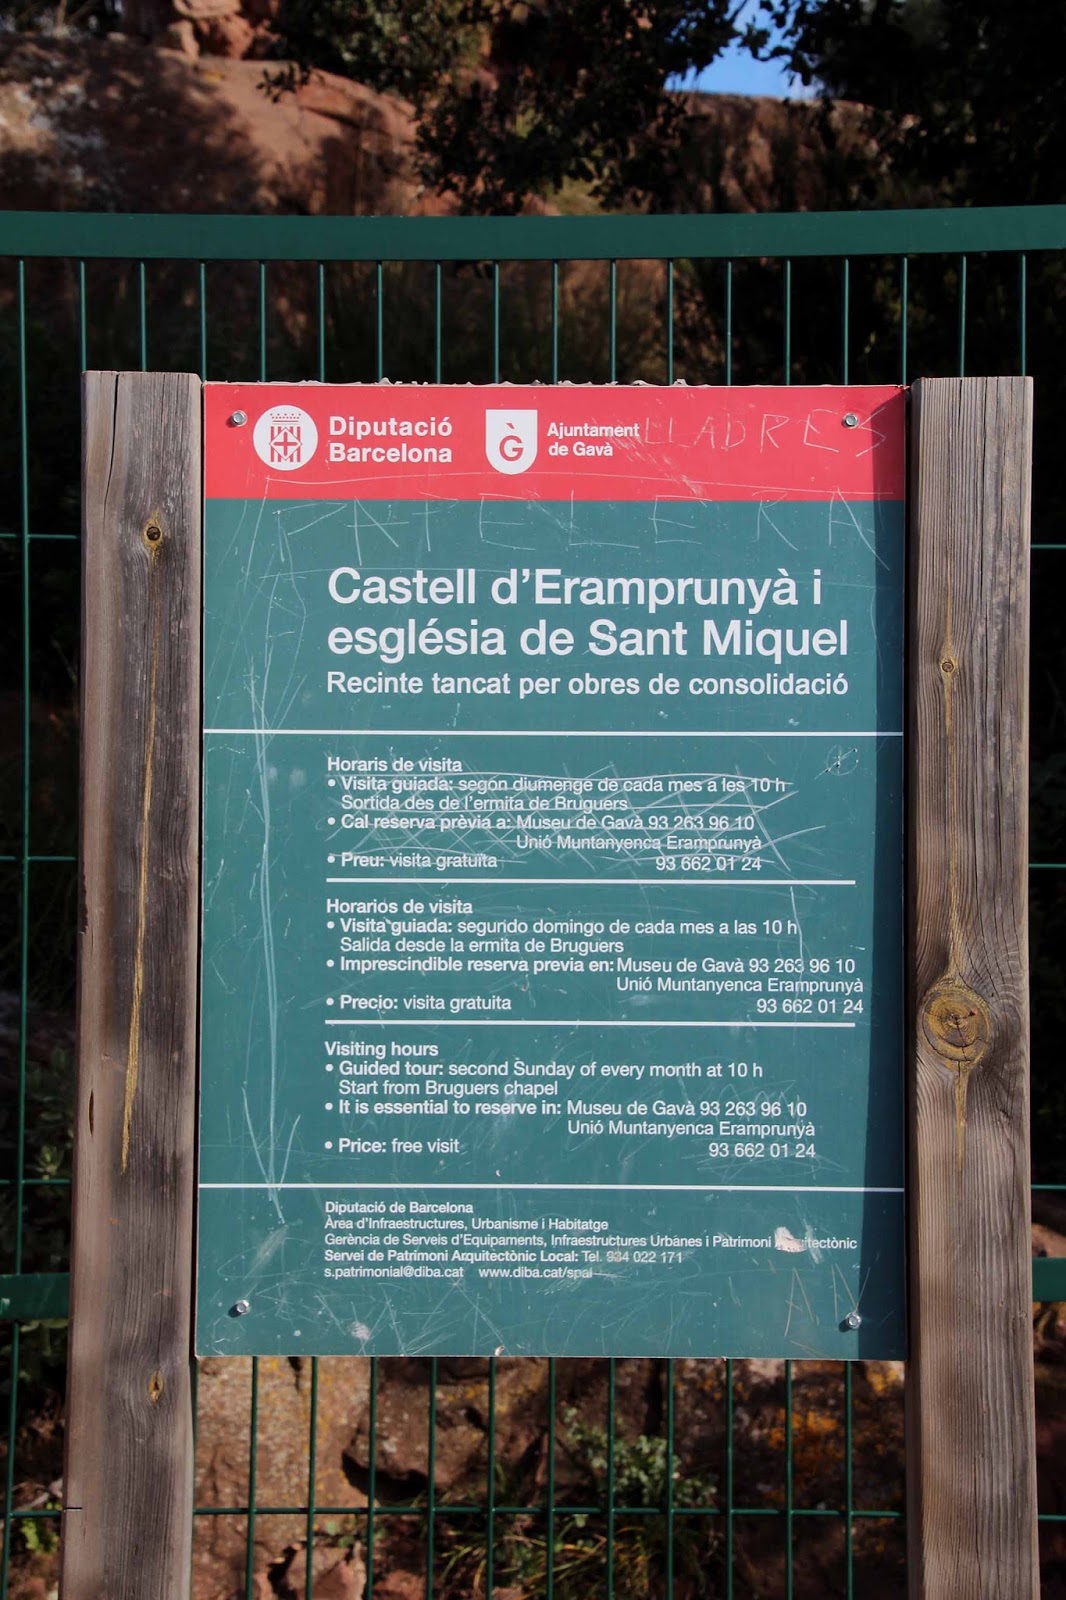 Diputació
Barcelona
Ajuntament
de Gavà
LLADRES
PAPELERA
Castell d'Eramprunyà i
església de Sant Miquel
Recinte tancat per obres de consolidació
Horaris de visita
• Visita guiada: segon diumenge de cada mes a les 10 h
Sortida des de l'ermita de Bruguers
• Cal reserva prèvia a: Museu de Gavà 93 263 96 10
Unió Muntanyenca Eramprunyà
• Preu: visita gratuïta 93 662 01 24
Horarios de visita
• Visita guiada: segundo domingo de cada mes a las 10 h
Salida desde la ermita de Bruguers
• Imprescindible reserva previa en: Museu de Gavà 93 263 96 10
Unió Muntanyenca Eramprunyà
• Precio: visita gratuita 93 662 01 24
Visiting hours
• Guided tour: second Sunday of every month at 10 h
Start from Bruguers chapel
• It is essential to reserve in: Museu de Gavà 93 263 96 10
Unió Muntanyenca Eramprunyà
• Price: free visit 93 662 01 24
Diputació de Barcelona
Àrea d'Infraestructures, Urbanisme i Habitatge
Gerència de Serveis d'Equipaments, Infraestructures Urbanes i Patrimoni Arquitectònic
Servei de Patrimoni Arquitectònic Local: Tel. 934 022 171
s.patrimonial@diba.cat www.diba.cat/spal